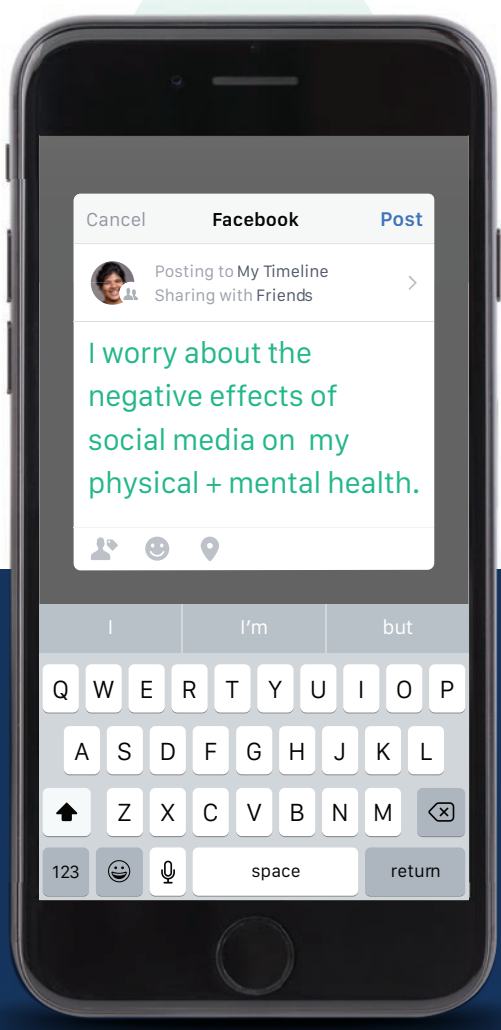 Cancel Facebook Post
Posting to My Timeline
Sharing with Friends
I worry about the
negative effects of
social media on my
physical + mental health.
I I'm but
Q W E R T Y U I O P
A S D F G H J K L
Z X C V B N M
123 space return